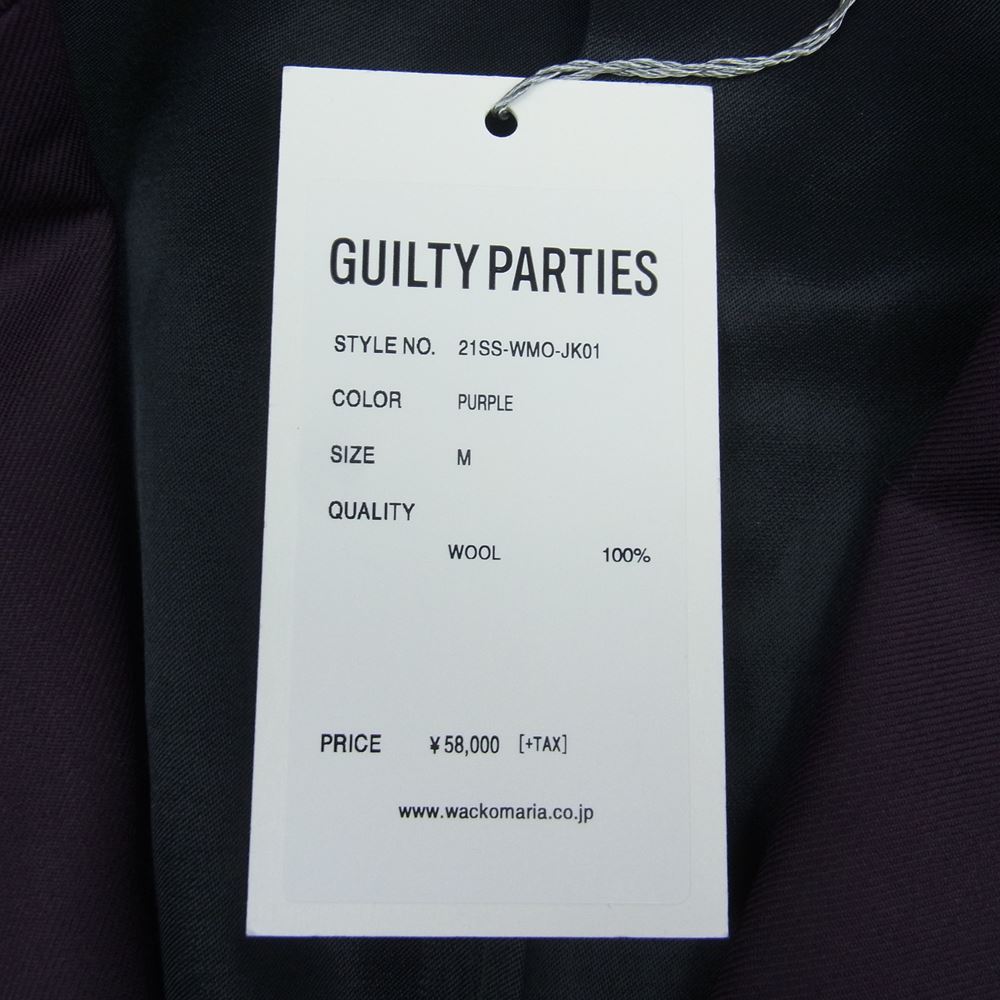 GUILTY PARTIES
STYLE NO. 21SS-WMO-JK01
COLOR PURPLE
SIZE M
QUALITY
WOOL 100%
PRICE ¥58,000 [+TAX]
www.wackomaria.co.jp